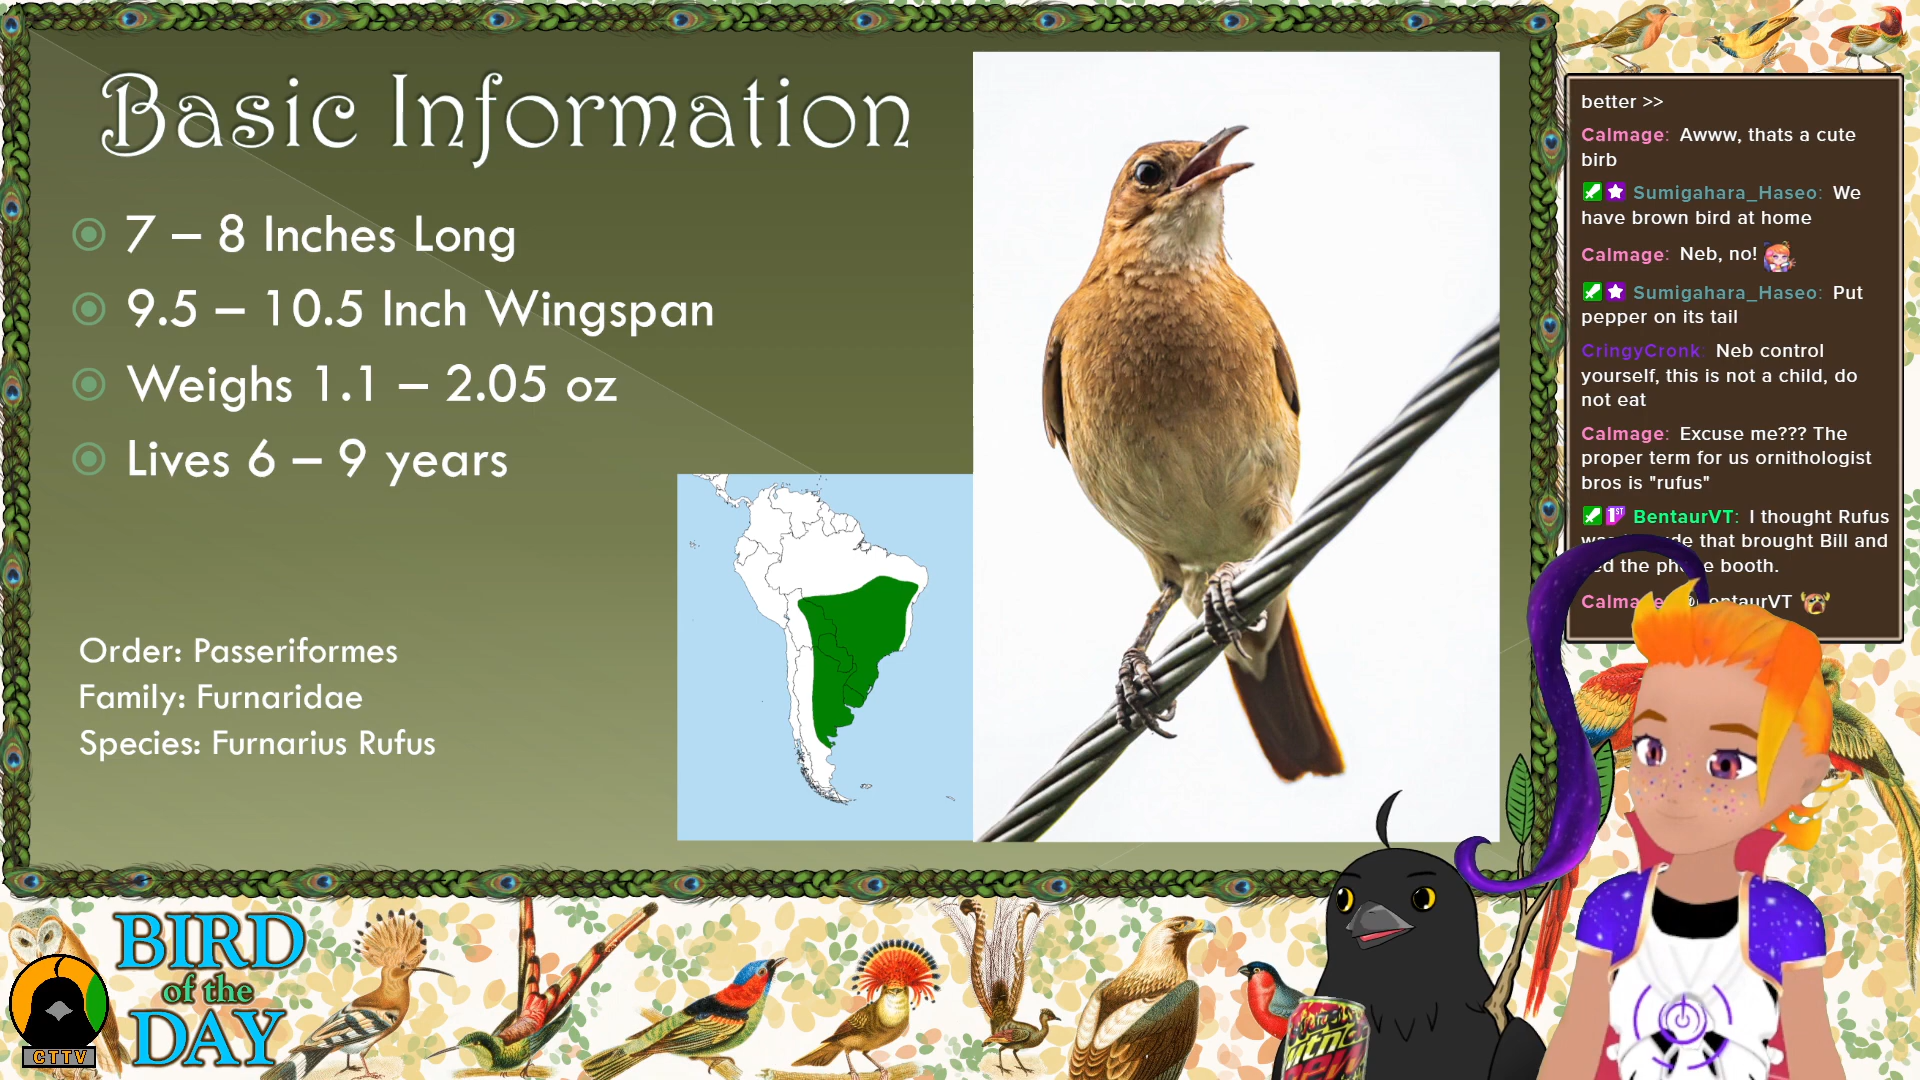 Basic Information
7 – 8 Inches Long
9.5 – 10.5 Inch Wingspan
Weighs 1.1 – 2.05 oz
Lives 6 – 9 years
Order: Passeriformes
Family: Furnaridae
Species: Furnarius Rufus
better >>
Calmage: Awww, thats a cute
birb
Sumigahara_Haseo: We
have brown bird at home
Calmage: Neb, no!
Sumigahara_Haseo: Put
pepper on its tail
CringyCronk: Neb control
yourself, this is not a child, do
not eat
Calmage: Excuse me??? The
proper term for us ornithologist
bros is "rufus"
1ST BentaurVT: I thought Rufus
that brought Bill and
the booth.
BIRD
of the
DAY
CTTV